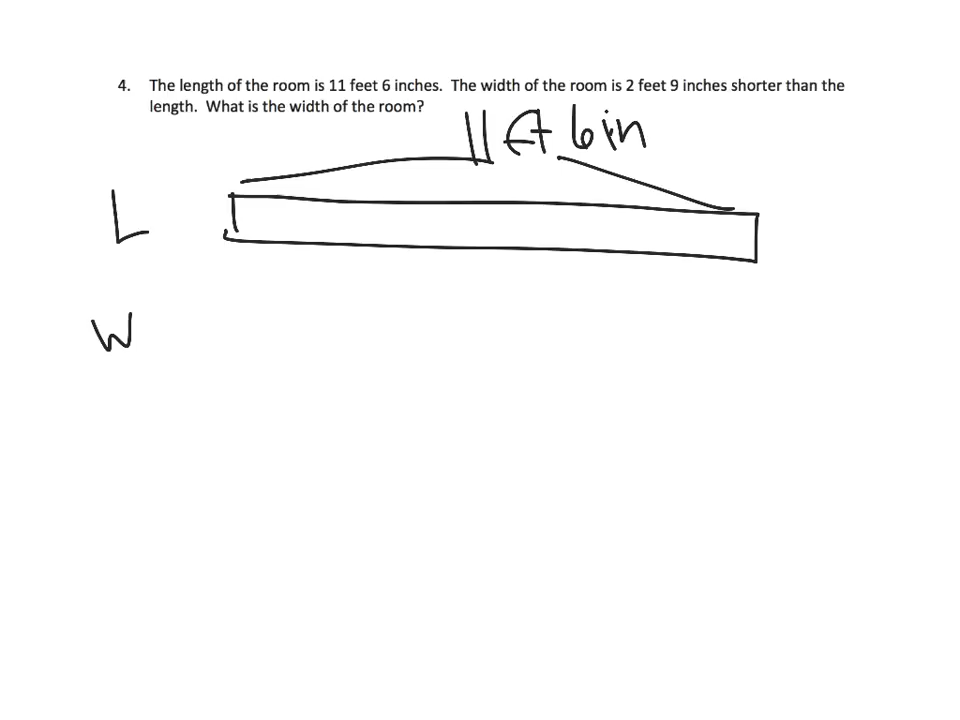 4. The length of the room is 11 feet 6 inches. The width of the room is 2 feet 9 inches shorter than the
length. What is the width of the room?
11 ft 6 in
L
W